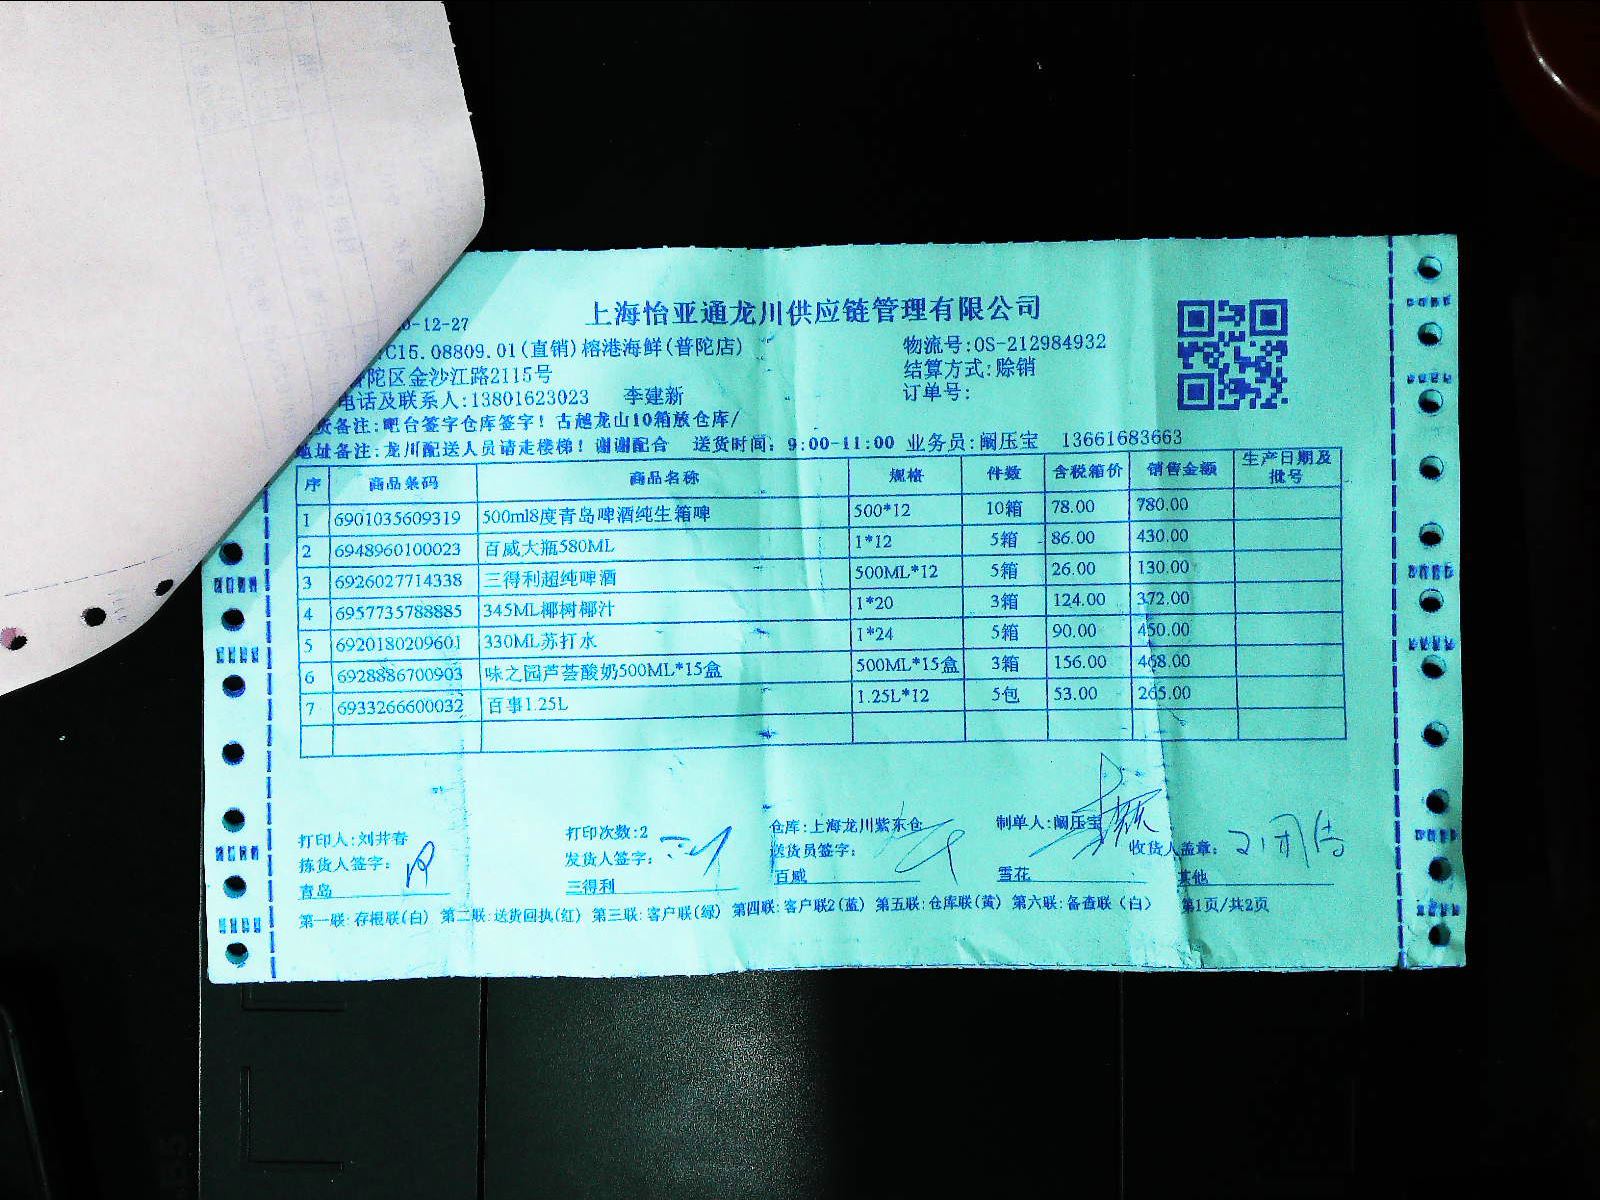 上海怡亚通龙川供应链管理有限公司
0-12-27
C15.08809.01(直销)榕港海鲜(普陀店)
物流号:OS-212984932
陀区金沙江路2115号
结算方式:赊销
电话及联系人:13801623023 李建新
订单号:
货备注:吧台签字仓库签字！古越龙山10箱放仓库/
地址备注:龙川配送人员请走楼梯！谢谢配合 送货时间：9:00-11:00 业务员:阚压宝 13661683663
序 商品条码 商品名称 规格 件数 含税箱价 销售金额 生产日期及批号
1 6901035609319 500ml8度青岛啤酒纯生箱啤 500*12 10箱 78.00 780.00
2 6948960100023 百威大瓶580ML 1*12 5箱 86.00 430.00
3 6926027714338 三得利超纯啤酒 500ML*12 5箱 26.00 130.00
4 6957735788885 345ML椰树椰汁 1*20 3箱 124.00 372.00
5 6920180209601 330ML苏打水 1*24 5箱 90.00 450.00
6 6928886700903 味之园芦荟酸奶500ML*15盒 500ML*15盒 3箱 156.00 468.00
7 6933266600032 百事1.25L 1.25L*12 5包 53.00 265.00
打印人:刘井春 打印次数:2 仓库:上海龙川紫东仓 制单人:阚压宝
拣货人签字: 发货人签字: 送货员签字: 收货人盖章:
青岛 三得利 百威 雪花 其他
第一联:存根联(白) 第二联:送货回执(红) 第三联:客户联(绿) 第四联:客户联2(蓝) 第五联:仓库联(黄) 第六联:备查联(白) 第1页/共2页